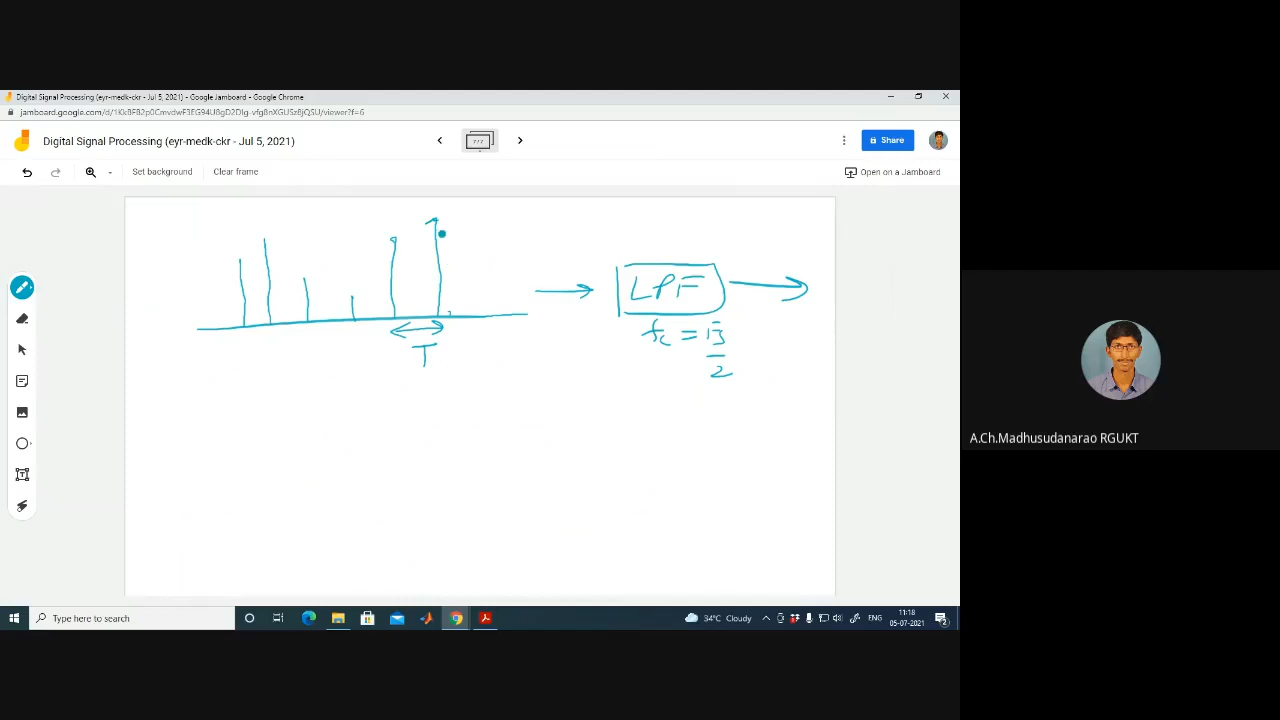 Digital Signal Processing (eyr-medk-ckr - Jul 5, 2021) - Google Jamboard - Google Chrome
Digital Signal Processing (eyr-medk-ckr - Jul 5, 2021)
Share
Set background
Clear frame
Open on a Jamboard
LPF
T
2
A.Ch.Madhusudanarao RGUKT
Type here to search
34°C Cloudy
ENG
11:18
05-07-2021